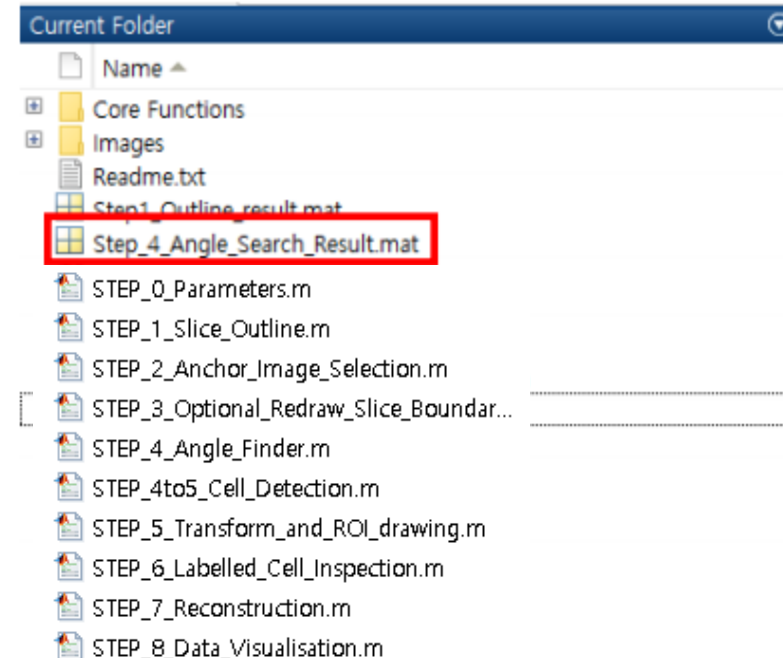 Current Folder
Name
Core Functions
Images
Readme.txt
Step1_Outline_result.mat
Step_4_Angle_Search_Result.mat
STEP_0_Parameters.m
STEP_1_Slice_Outline.m
STEP_2_Anchor_Image_Selection.m
STEP_3_Optional_Redraw_Slice_Boundar...
STEP_4_Angle_Finder.m
STEP_4to5_Cell_Detection.m
STEP_5_Transform_and_ROI_drawing.m
STEP_6_Labelled_Cell_Inspection.m
STEP_7_Reconstruction.m
STEP_8_Data_Visualisation.m